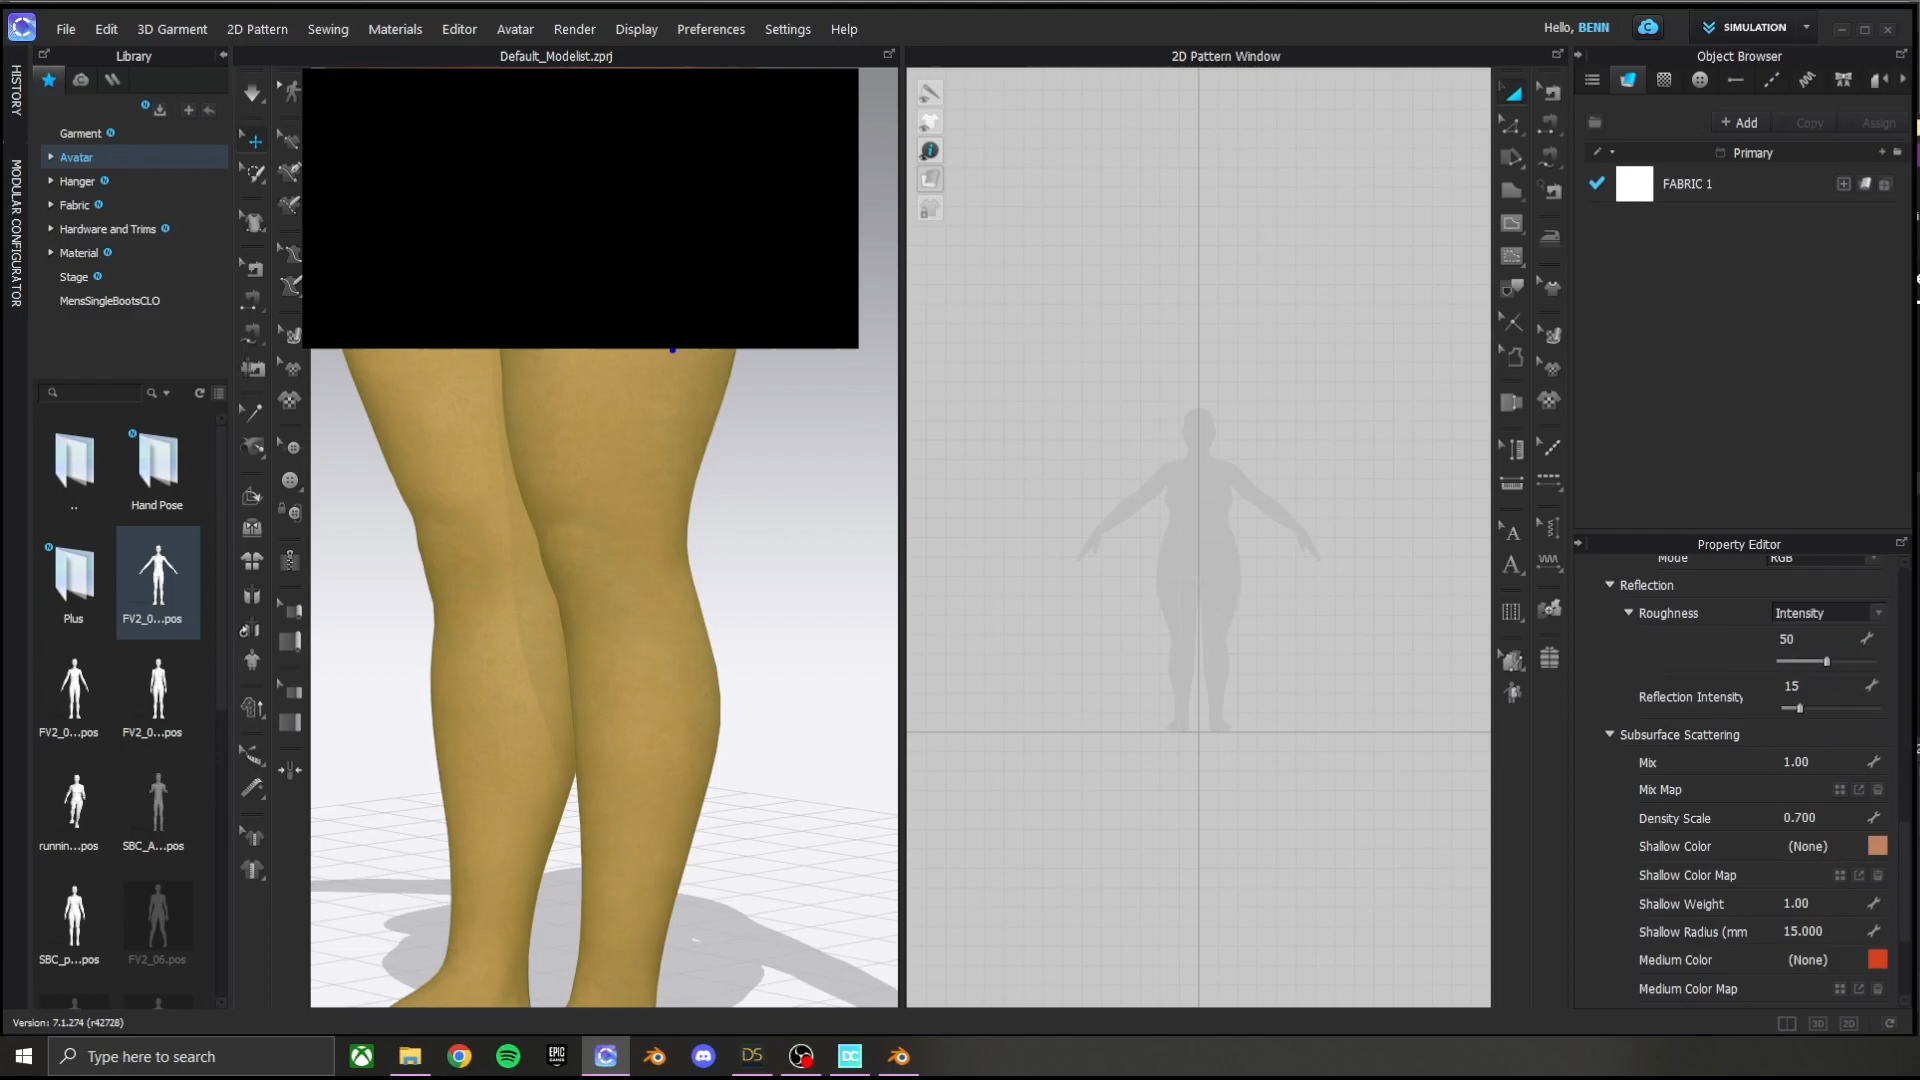 File Edit 3D Garment 2D Pattern Sewing Materials Editor Avatar Render Display Preferences Settings Help
Hello, BENN
SIMULATION
Library
Default_Modelist.zprj
2D Pattern Window
Object Browser
HISTORY
MODULAR CONFIGURATOR
Garment
Avatar
Hanger
Fabric
Hardware and Trims
Material
Stage
MensSingleBootsCLO
+ Add Copy Assign
Primary
FABRIC 1
..
Hand Pose
Plus
FV2_0...pos
FV2_0...pos
FV2_0...pos
runnin...pos
SBC_A...pos
SBC_p...pos
FV2_06.pos
Property Editor
Mode RGB
Reflection
Roughness Intensity
50
Reflection Intensity 15
Subsurface Scattering
Mix 1.00
Mix Map
Density Scale 0.700
Shallow Color (None)
Shallow Color Map
Shallow Weight 1.00
Shallow Radius (mm 15.000
Medium Color (None)
Medium Color Map
Version: 7.1.274 (r42728)
3D 2D
Type here to search
EPIC GAMES
DS
DC